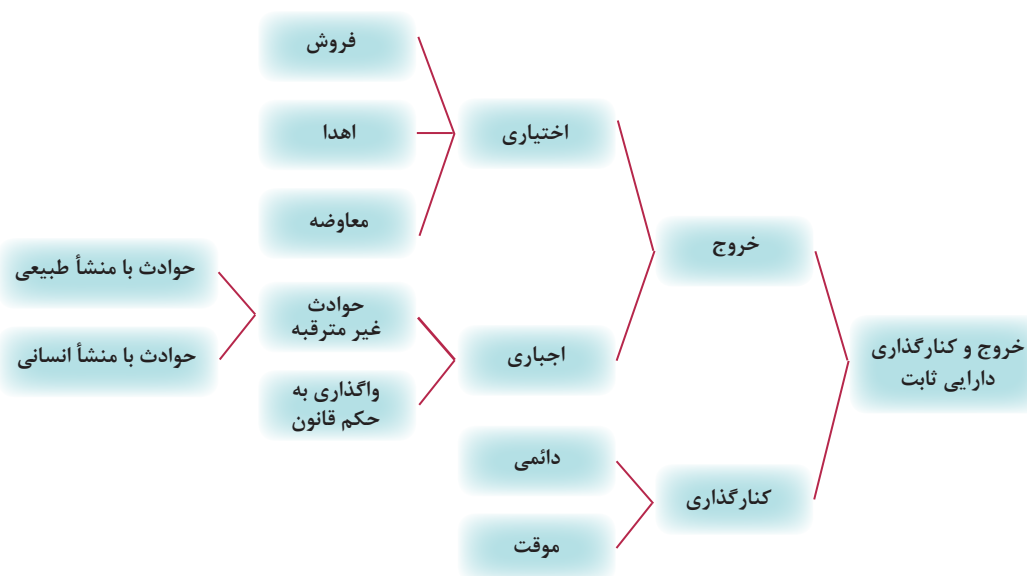 خروج و کنارگذاری
دارایی ثابت
خروج
اختیاری
فروش
اهدا
معاوضه
اجباری
حوادث
غیر مترقبه
حوادث با منشأ طبیعی
حوادث با منشأ انسانی
واگذاری به
حکم قانون
کنارگذاری
دائمی
موقت